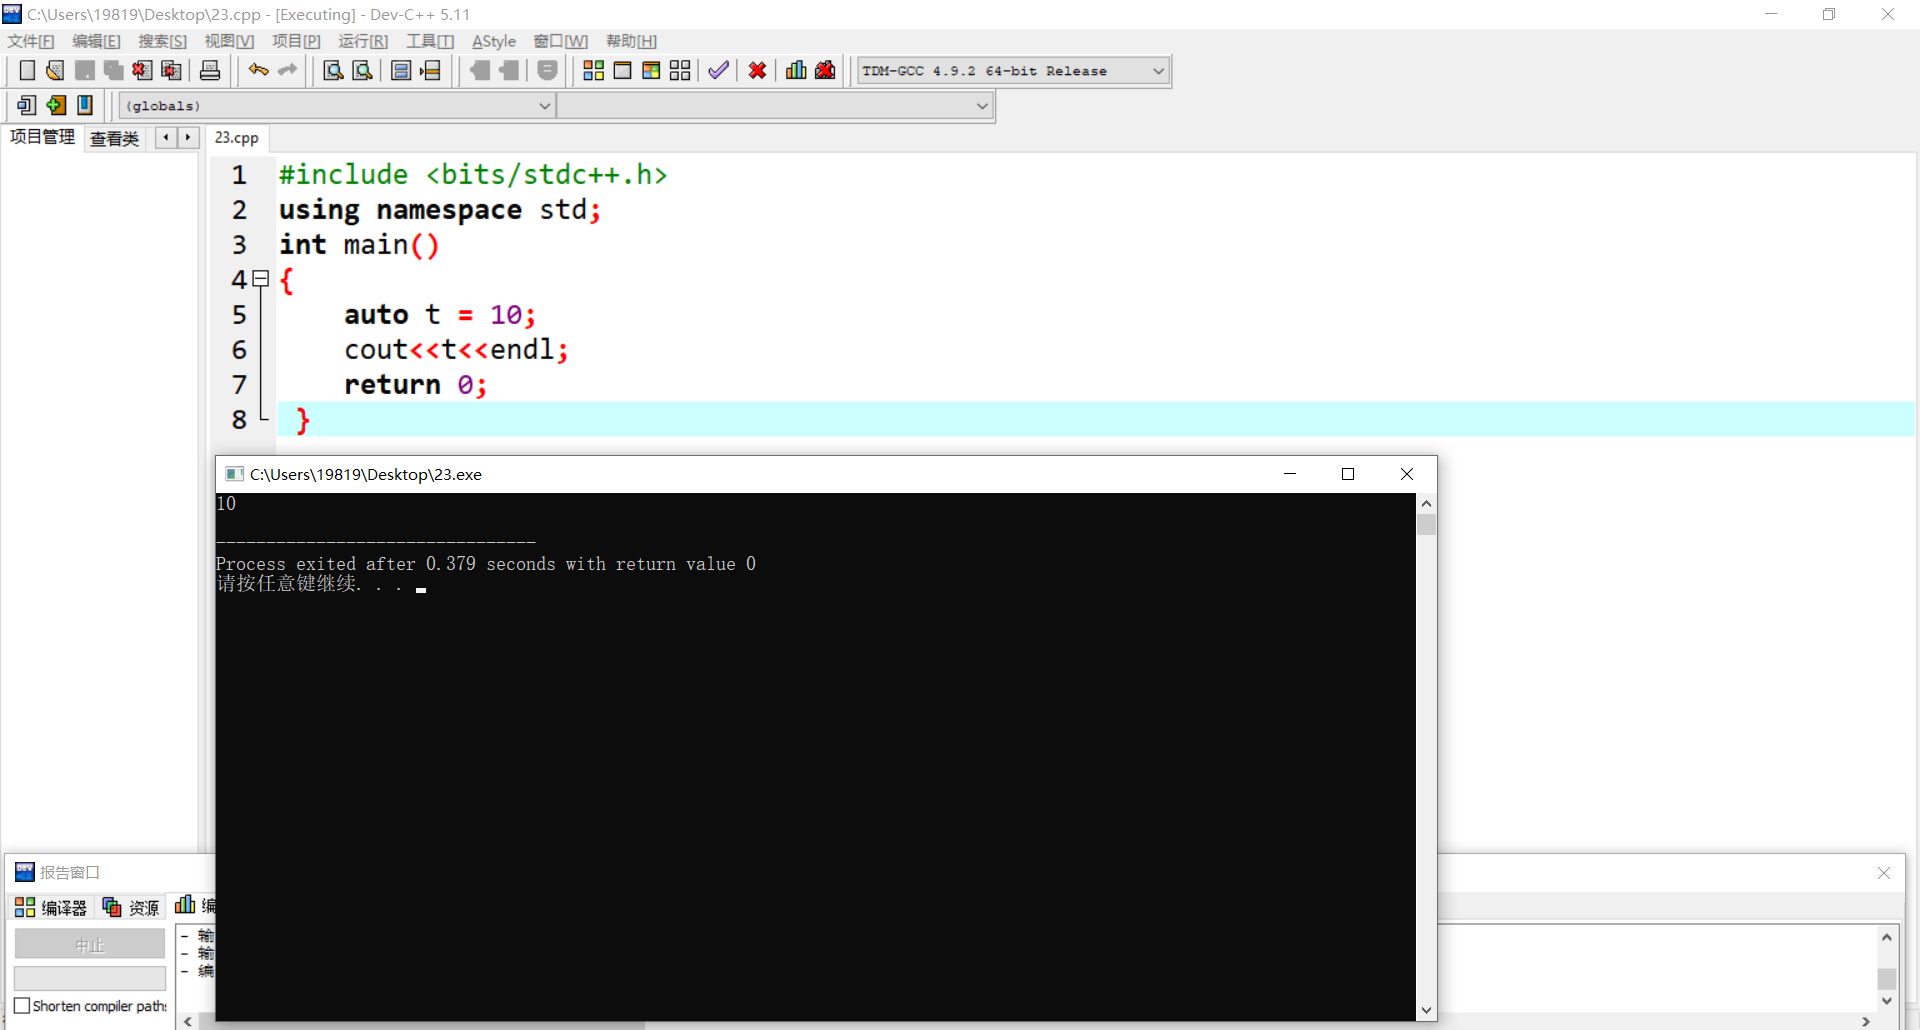 C:\Users\19819\Desktop\23.cpp - [Executing] - Dev-C++ 5.11
文件[F] 编辑[E] 搜索[S] 视图[V] 项目[P] 运行[R] 工具[T] AStyle 窗口[W] 帮助[H]
TDM-GCC 4.9.2 64-bit Release
(globals)
项目管理 查看类 23.cpp
1 #include <bits/stdc++.h>
2 using namespace std;
3 int main()
4 {
5 auto t = 10;
6 cout<<t<<endl;
7 return 0;
8 }
C:\Users\19819\Desktop\23.exe
10
--------------------------------
Process exited after 0.379 seconds with return value 0
请按任意键继续. . .
报告窗口
编译器 资源 编
中止
- 输
- 输
- 编
Shorten compiler paths